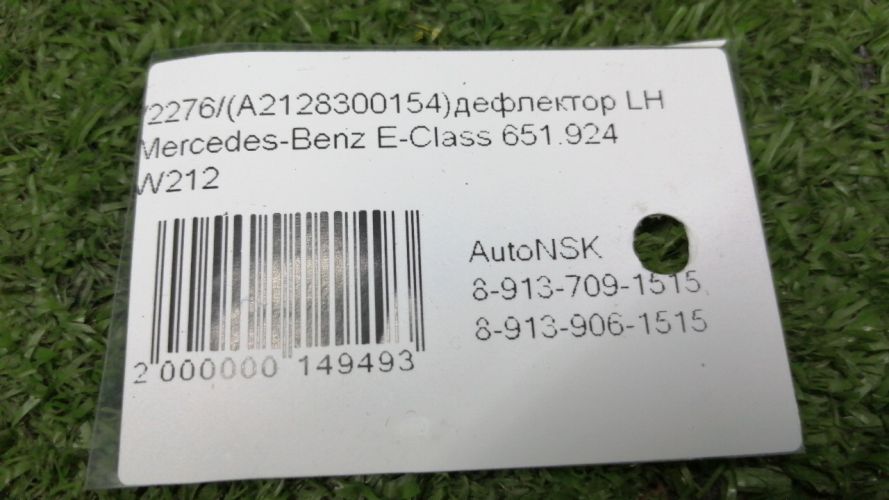 2276/(A2128300154)дефлектор LH
Mercedes-Benz E-Class 651.924
W212
AutoNSK
8-913-709-1515
8-913-906-1515
2 000000 149493